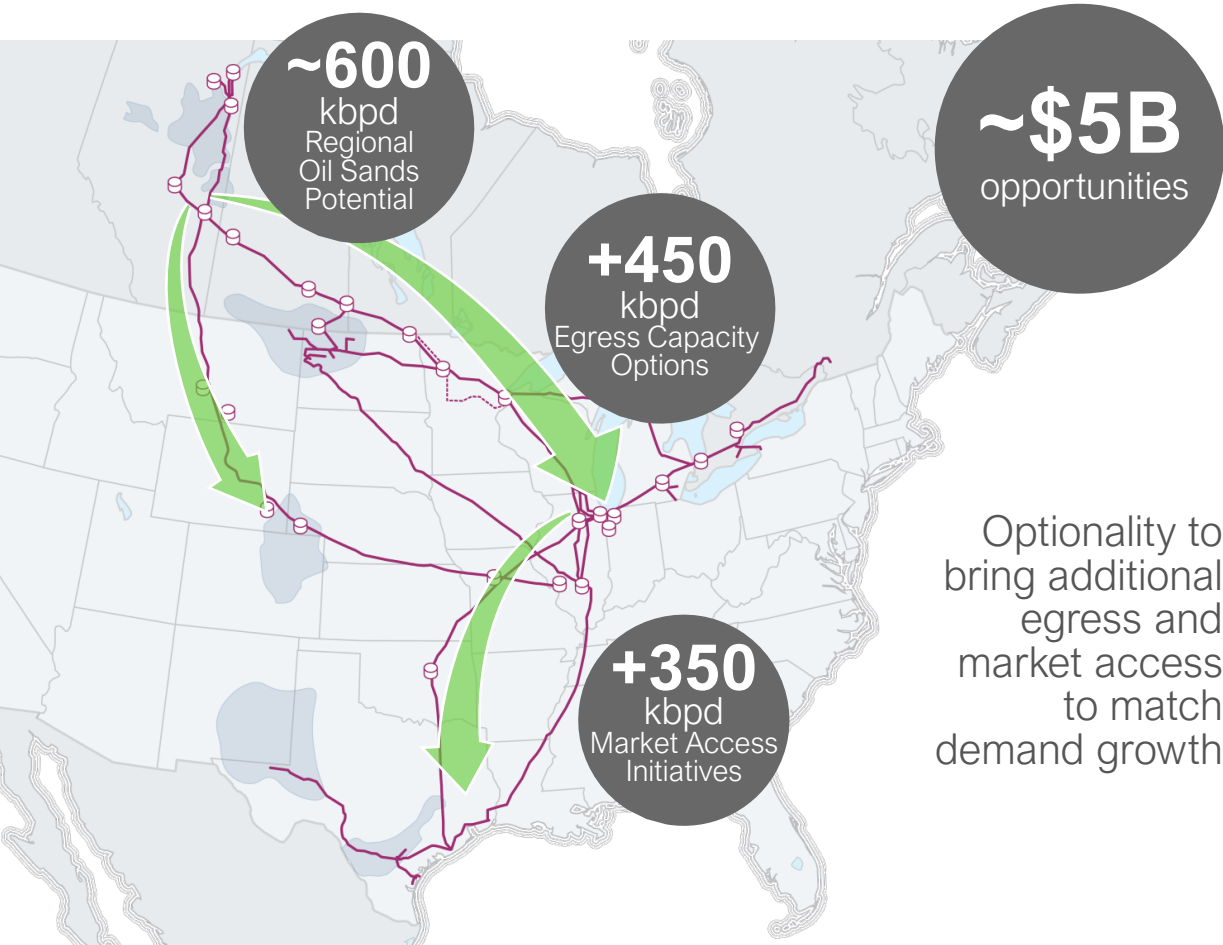 ~600
kbpd
Regional
Oil Sands
Potential
~$5B
opportunities
+450
kbpd
Egress Capacity
Options
Optionality to
bring additional
egress and
market access
to match
demand growth
+350
kbpd
Market Access
Initiatives